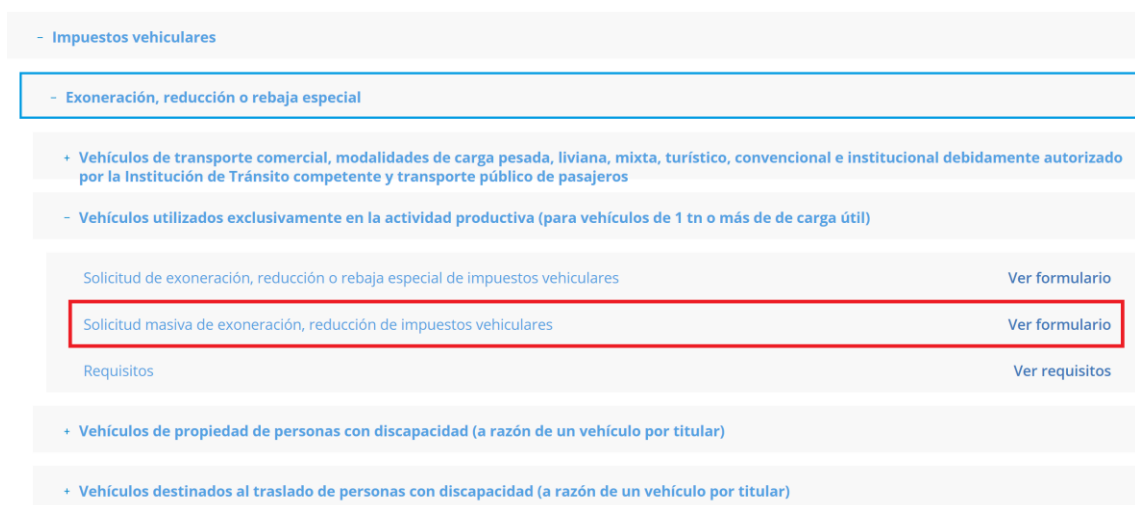 - Impuestos vehiculares
- Exoneración, reducción o rebaja especial
+ Vehículos de transporte comercial, modalidades de carga pesada, liviana, mixta, turístico, convencional e institucional debidamente autorizado
por la Institución de Tránsito competente y transporte público de pasajeros
- Vehículos utilizados exclusivamente en la actividad productiva (para vehículos de 1 tn o más de de carga útil)
Solicitud de exoneración, reducción o rebaja especial de impuestos vehiculares Ver formulario
Solicitud masiva de exoneración, reducción de impuestos vehiculares Ver formulario
Requisitos Ver requisitos
+ Vehículos de propiedad de personas con discapacidad (a razón de un vehículo por titular)
+ Vehículos destinados al traslado de personas con discapacidad (a razón de un vehículo por titular)